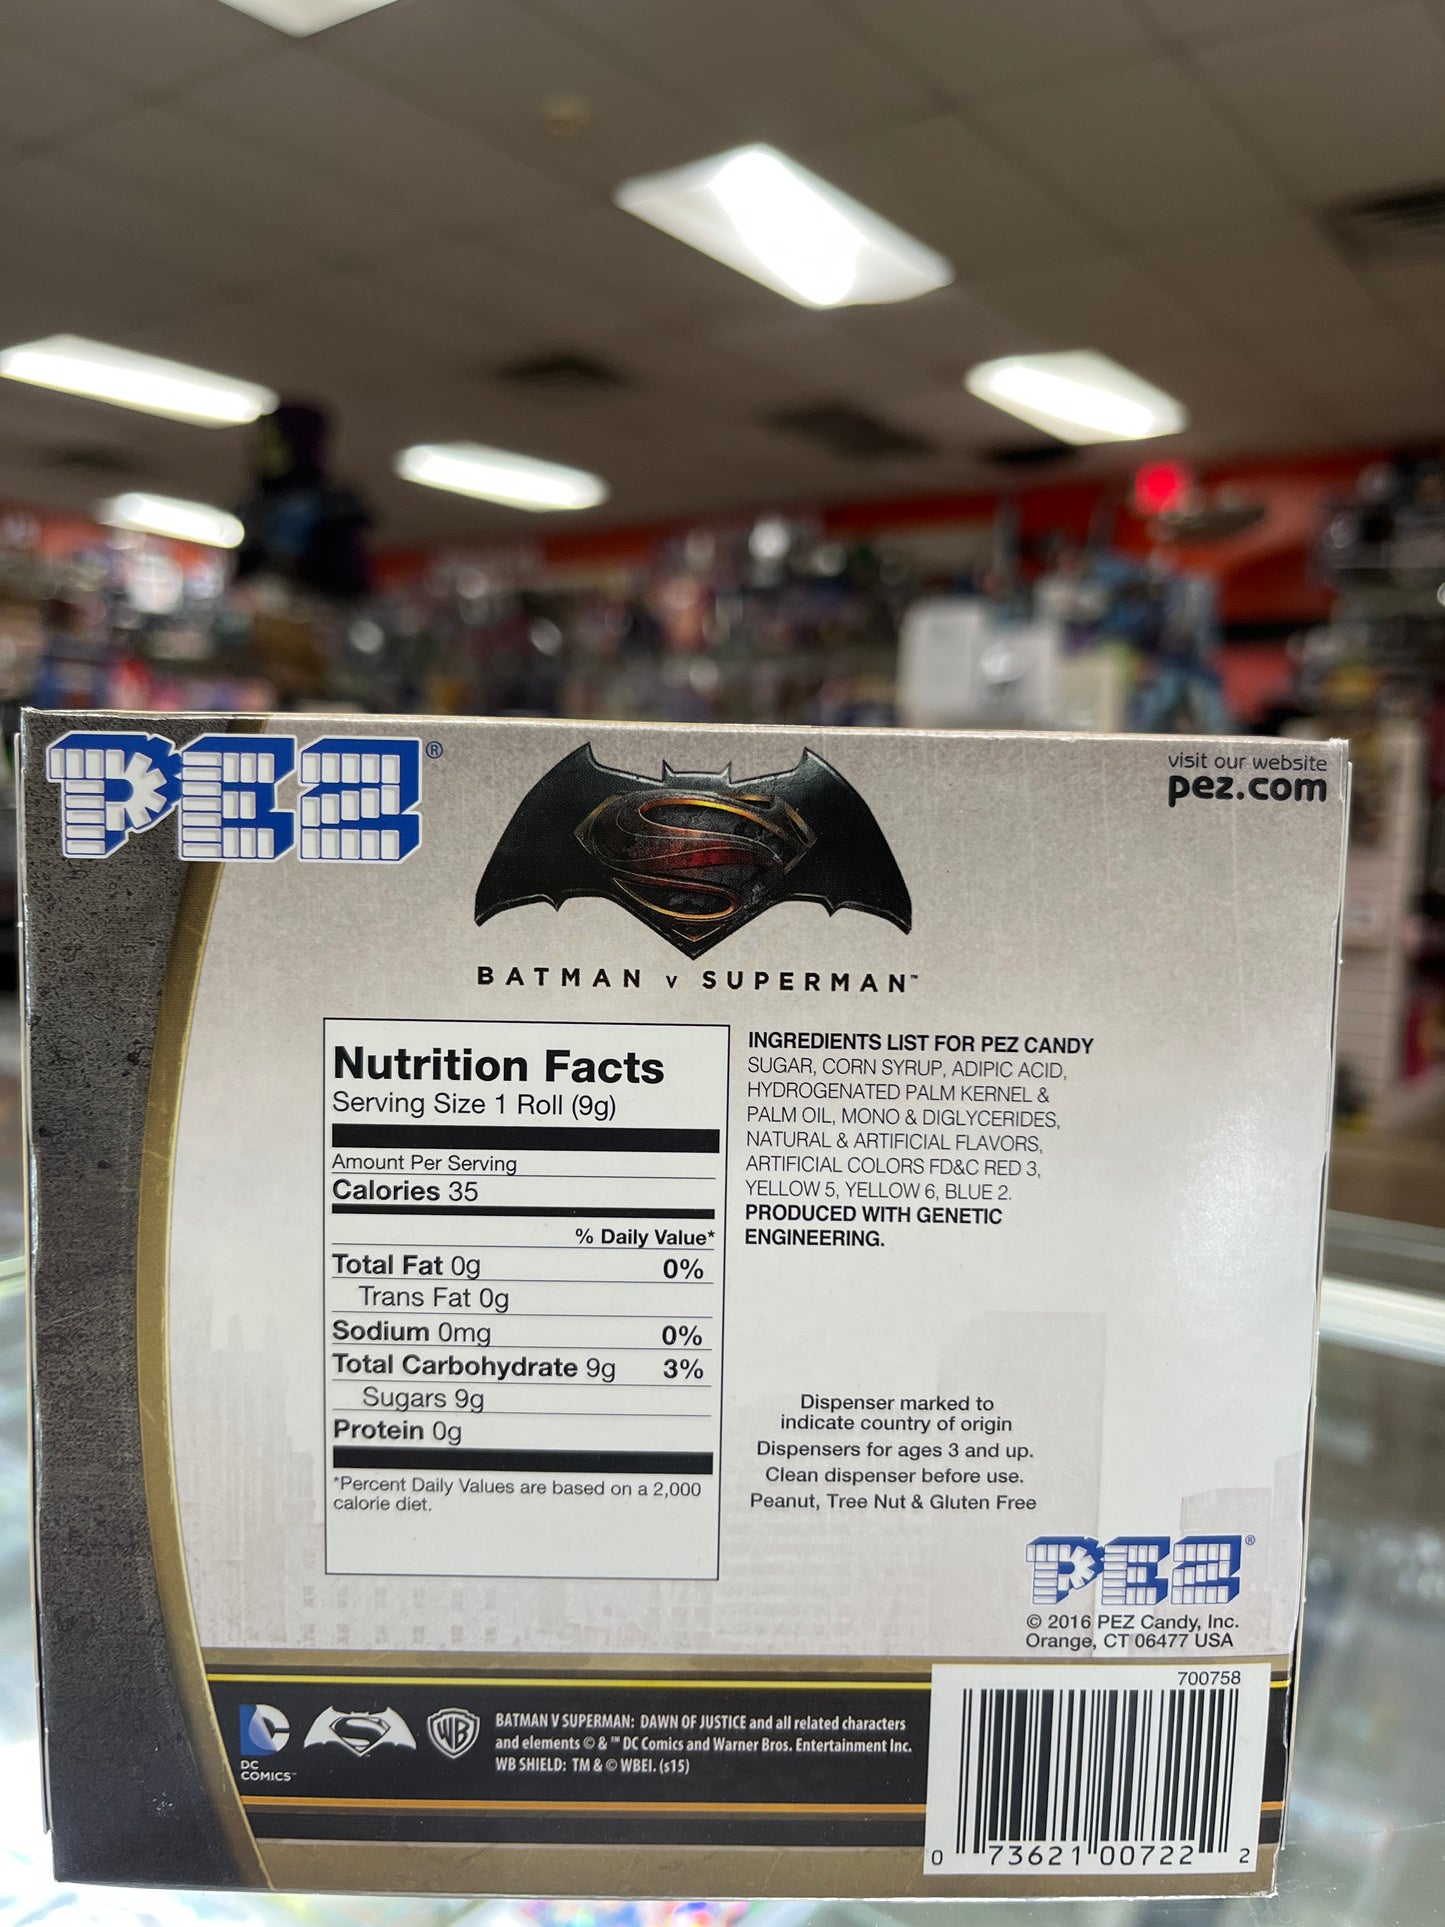 PEZ®
visit our website
pez.com
BATMAN v SUPERMAN™
Nutrition Facts
Serving Size 1 Roll (9g)
Amount Per Serving
Calories 35
% Daily Value*
Total Fat 0g 0%
Trans Fat 0g
Sodium 0mg 0%
Total Carbohydrate 9g 3%
Sugars 9g
Protein 0g
*Percent Daily Values are based on a 2,000
calorie diet.
INGREDIENTS LIST FOR PEZ CANDY
SUGAR, CORN SYRUP, ADIPIC ACID,
HYDROGENATED PALM KERNEL &
PALM OIL, MONO & DIGLYCERIDES,
NATURAL & ARTIFICIAL FLAVORS,
ARTIFICIAL COLORS FD&C RED 3,
YELLOW 5, YELLOW 6, BLUE 2.
PRODUCED WITH GENETIC
ENGINEERING.
Dispenser marked to
indicate country of origin
Dispensers for ages 3 and up.
Clean dispenser before use.
Peanut, Tree Nut & Gluten Free
PEZ®
© 2016 PEZ Candy, Inc.
Orange, CT 06477 USA
DC
COMICS™
WB
BATMAN V SUPERMAN: DAWN OF JUSTICE and all related characters
and elements © & ™ DC Comics and Warner Bros. Entertainment Inc.
WB SHIELD: TM & © WBEI. (s15)
700758
0 73621 00722 2